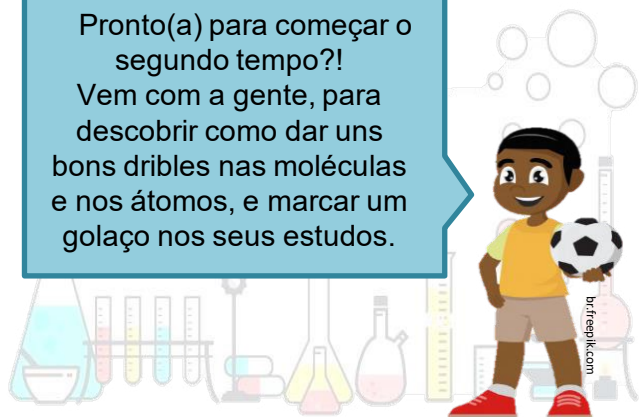 Pronto(a) para começar o
segundo tempo?!
Vem com a gente, para
descobrir como dar uns
bons dribles nas moléculas
e nos átomos, e marcar um
golaço nos seus estudos.
br.freepik.com